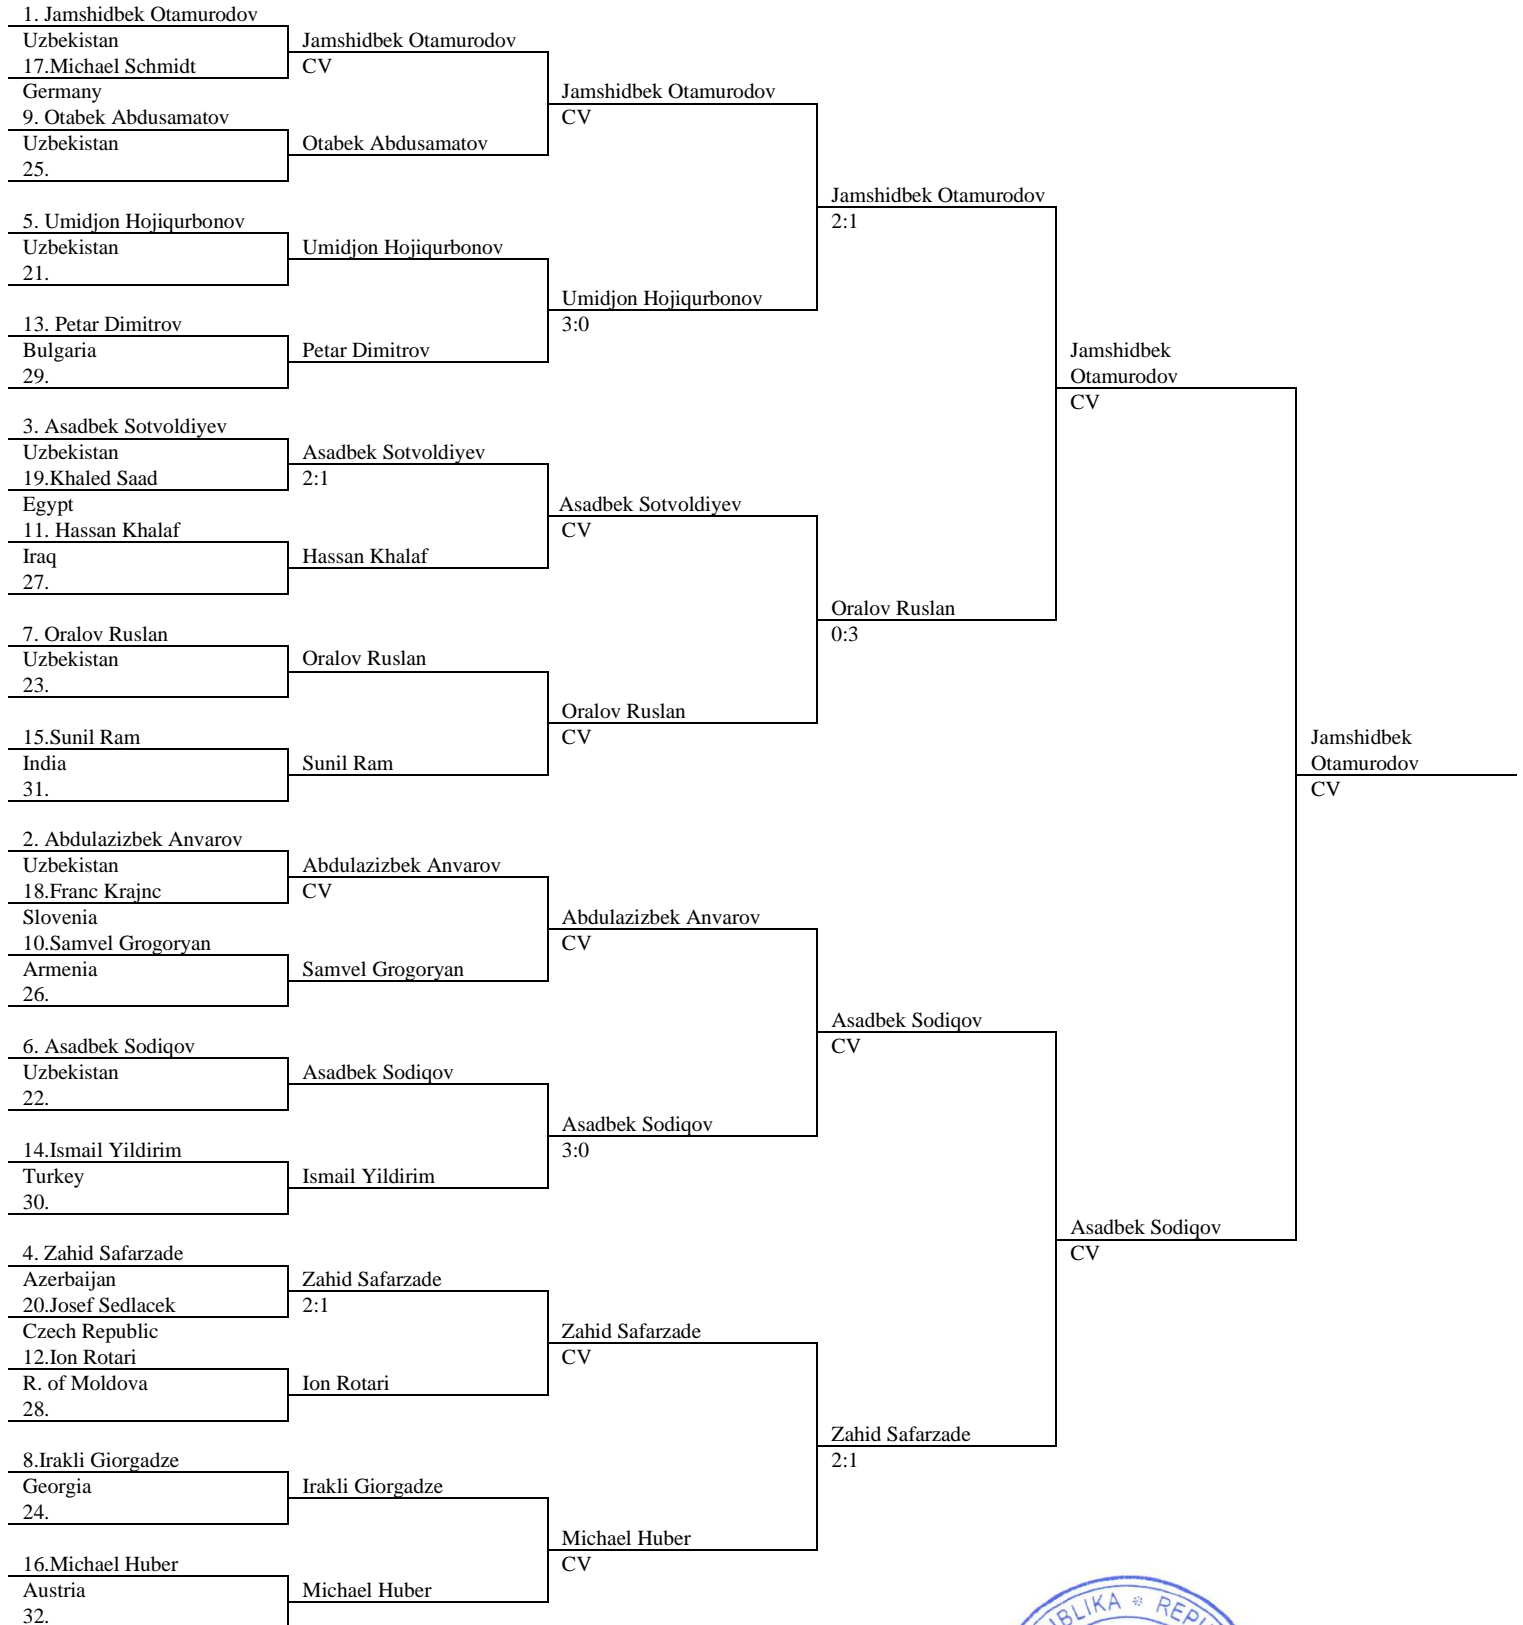 1. Jamshidbek Otamurodov
Uzbekistan
17.Michael Schmidt
Germany
9. Otabek Abdusamatov
Uzbekistan
25.
5. Umidjon Hojiqurbonov
Uzbekistan
21.
13. Petar Dimitrov
Bulgaria
29.
3. Asadbek Sotvoldiyev
Uzbekistan
19.Khaled Saad
Egypt
11. Hassan Khalaf
Iraq
27.
7. Oralov Ruslan
Uzbekistan
23.
15.Sunil Ram
India
31.
2. Abdulazizbek Anvarov
Uzbekistan
18.Franc Krajnc
Slovenia
10.Samvel Grogoryan
Armenia
26.
6. Asadbek Sodiqov
Uzbekistan
22.
14.Ismail Yildirim
Turkey
30.
4. Zahid Safarzade
Azerbaijan
20.Josef Sedlacek
Czech Republic
12.Ion Rotari
R. of Moldova
28.
8.Irakli Giorgadze
Georgia
24.
16.Michael Huber
Austria
32.
Jamshidbek Otamurodov
CV
Otabek Abdusamatov
Umidjon Hojiqurbonov
Petar Dimitrov
Asadbek Sotvoldiyev
2:1
Hassan Khalaf
Oralov Ruslan
Sunil Ram
Abdulazizbek Anvarov
CV
Samvel Grogoryan
Asadbek Sodiqov
Ismail Yildirim
Zahid Safarzade
2:1
Ion Rotari
Irakli Giorgadze
Michael Huber
Jamshidbek Otamurodov
CV
Umidjon Hojiqurbonov
3:0
Asadbek Sotvoldiyev
CV
Oralov Ruslan
CV
Abdulazizbek Anvarov
CV
Asadbek Sodiqov
3:0
Zahid Safarzade
CV
Michael Huber
CV
Jamshidbek Otamurodov
2:1
Oralov Ruslan
0:3
Asadbek Sodiqov
CV
Zahid Safarzade
2:1
Jamshidbek
Otamurodov
CV
Asadbek Sodiqov
CV
Jamshidbek
Otamurodov
CV